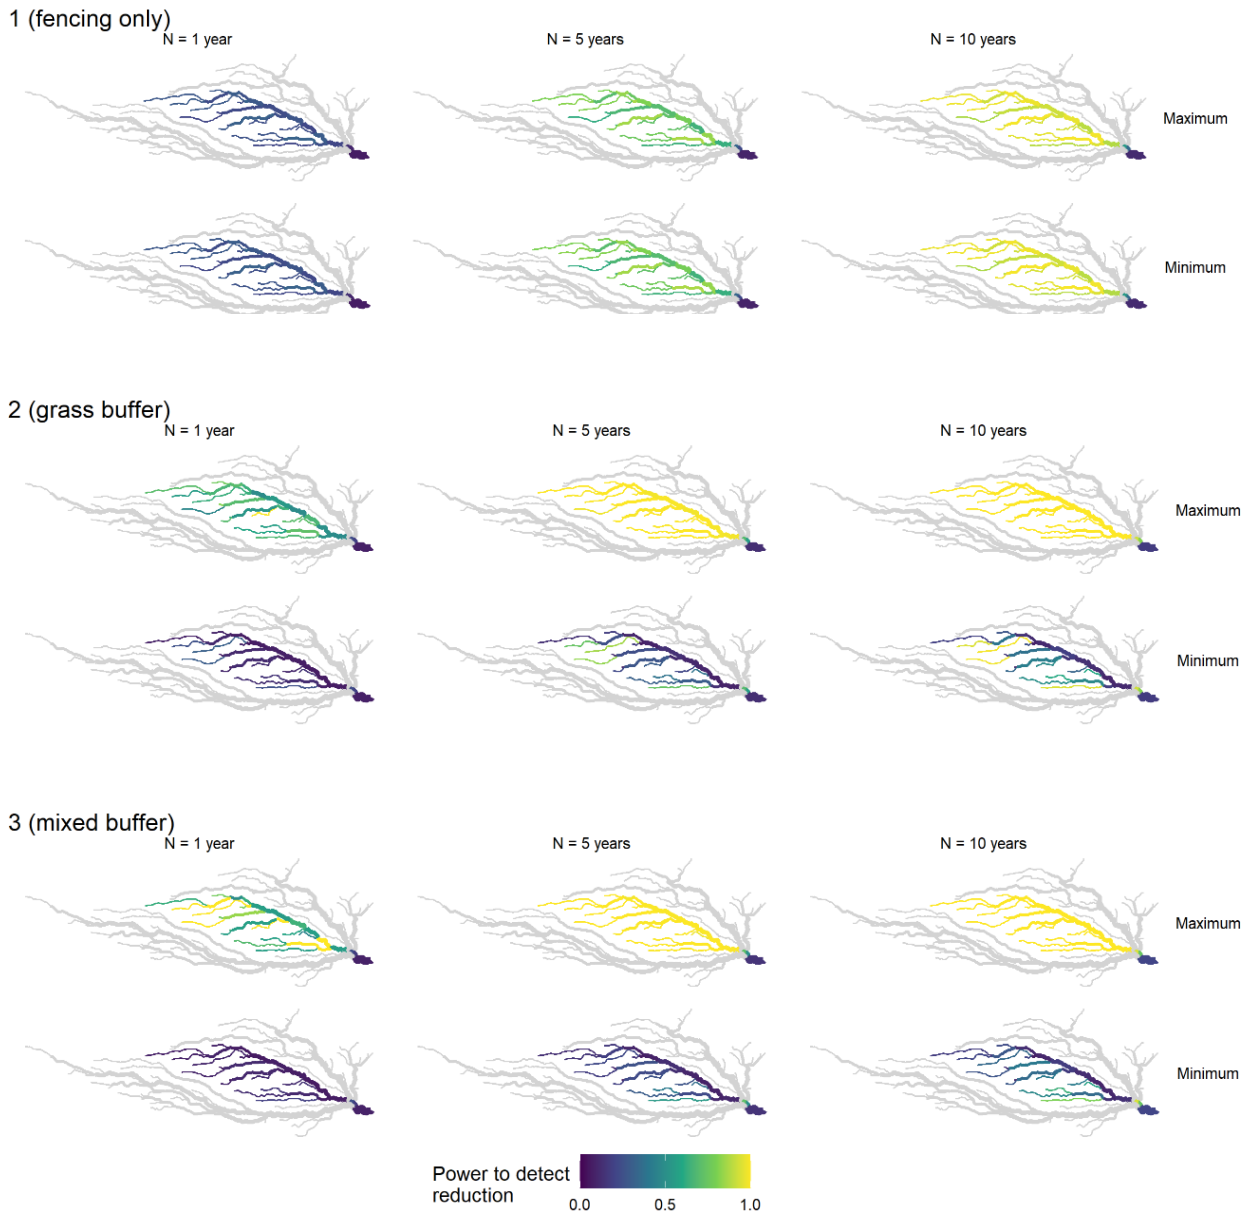 1 (fencing only)
N = 1 year
N = 5 years
N = 10 years
Maximum
Minimum
2 (grass buffer)
N = 1 year
N = 5 years
N = 10 years
Maximum
Minimum
3 (mixed buffer)
N = 1 year
N = 5 years
N = 10 years
Maximum
Minimum
Power to detect
reduction
0.0
0.5
1.0